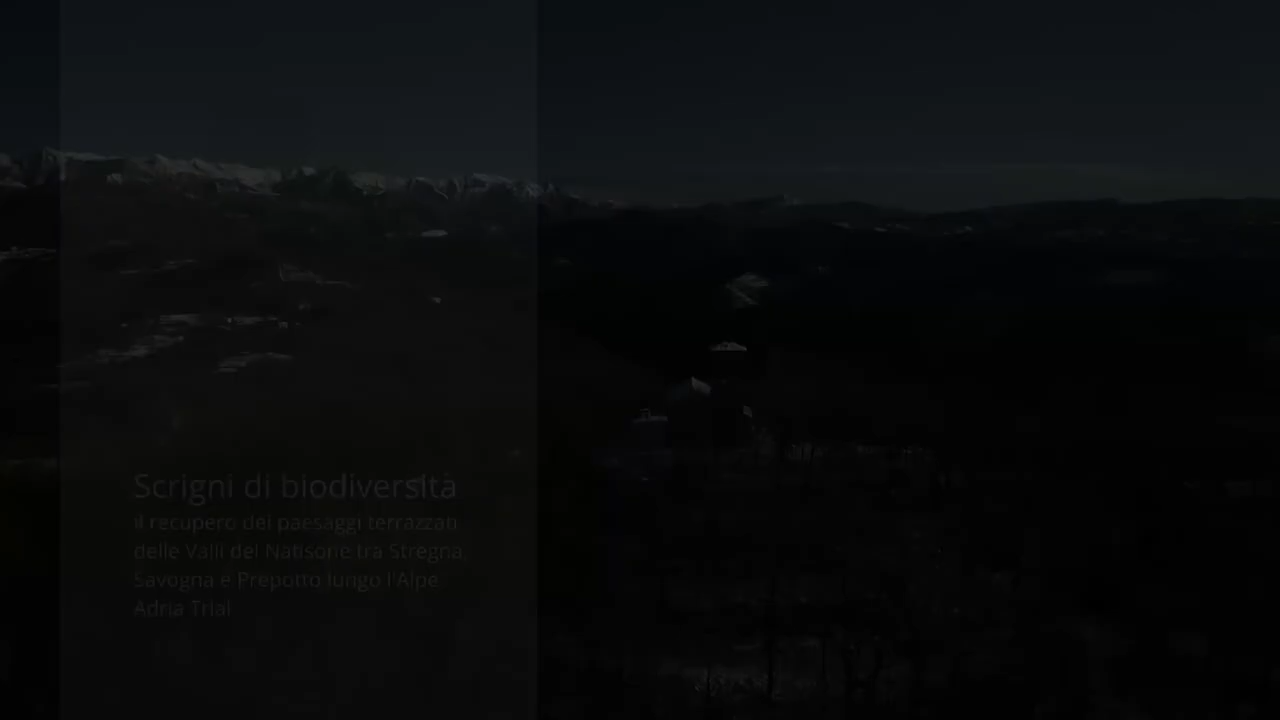 Scrigni di biodiversità
il recupero dei paesaggi terrazzati
delle Valli del Natisone tra Stregna,
Savogna e Prepotto lungo l'Alpe
Adria Trial